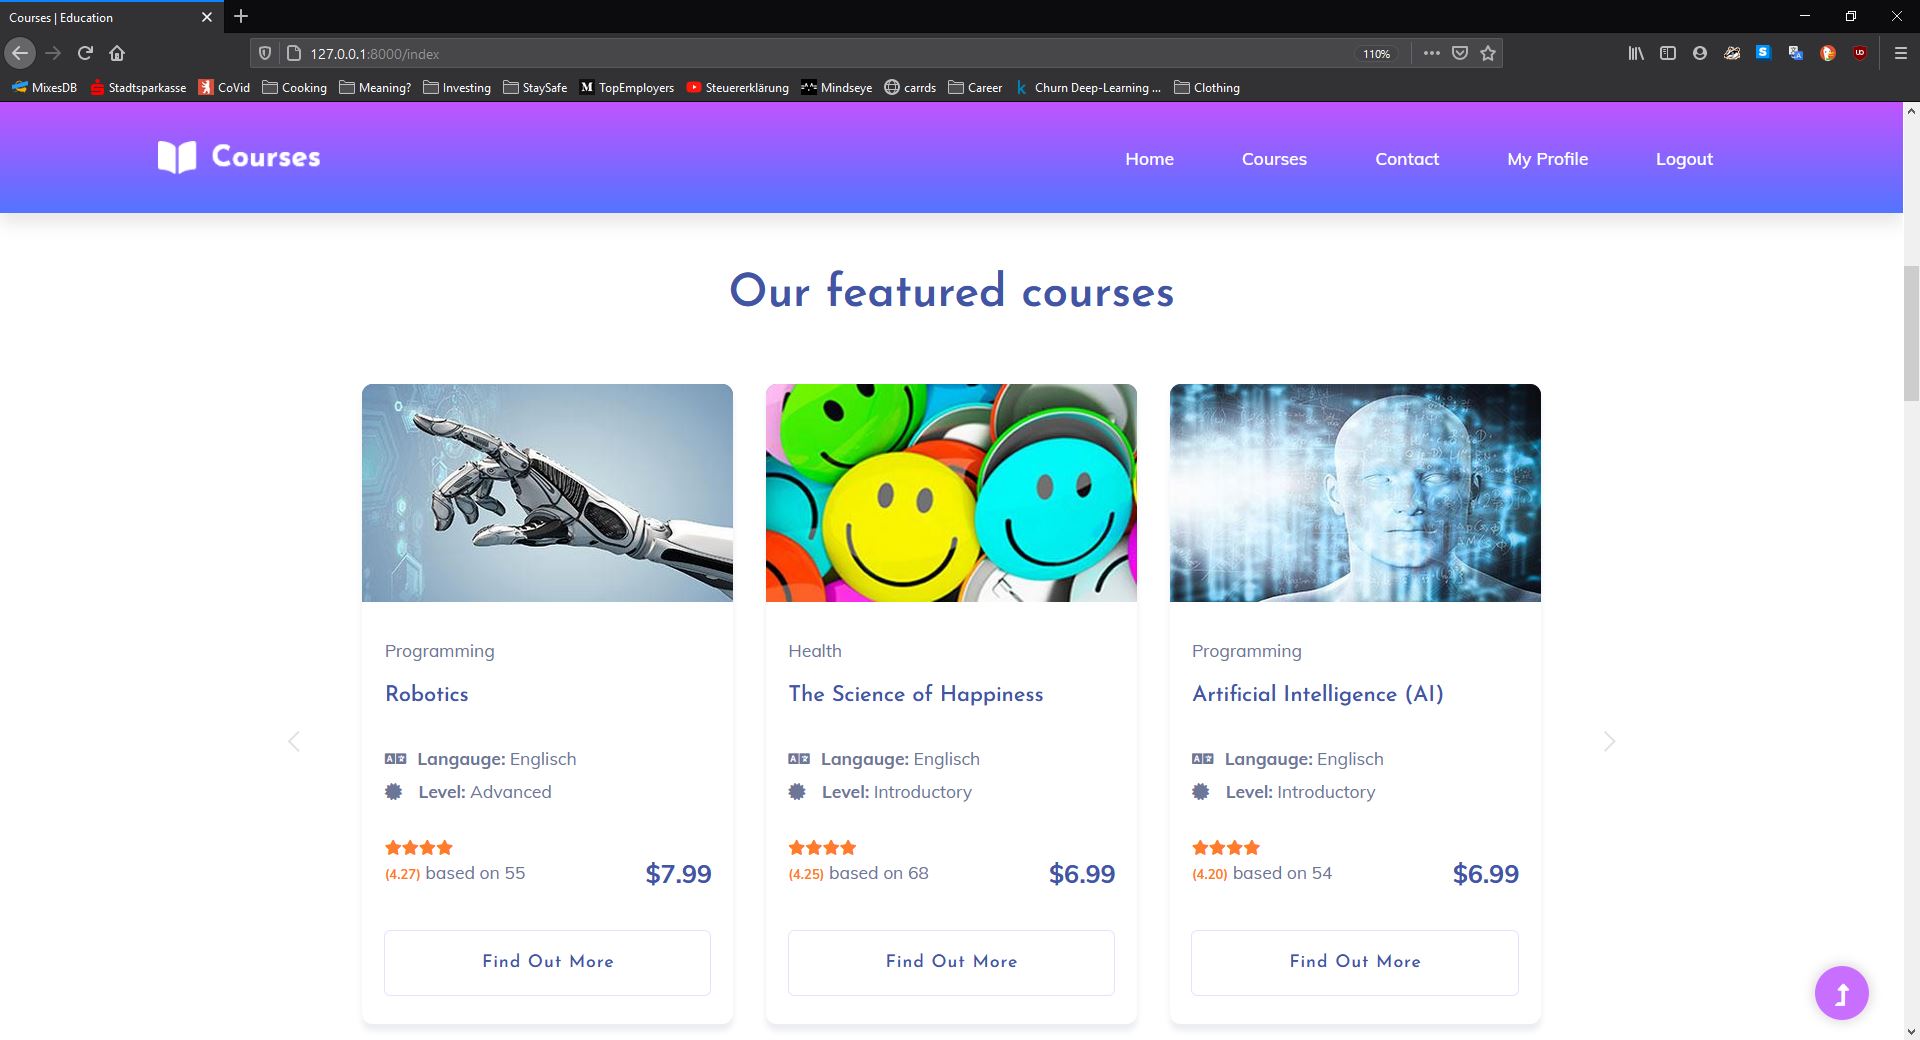 Courses | Education
127.0.0.1:8000/index
110%
MixesDB Stadtsparkasse CoVid Cooking Meaning? Investing StaySafe M TopEmployers Steuererklärung Mindseye carrds Career k Churn Deep-Learning ... Clothing
Courses Home Courses Contact My Profile Logout
Our featured courses
Programming
Robotics
Langauge: Englisch
Level: Advanced
(4.27) based on 55 $7.99
Find Out More
Health
The Science of Happiness
Langauge: Englisch
Level: Introductory
(4.25) based on 68 $6.99
Find Out More
Programming
Artificial Intelligence (AI)
Langauge: Englisch
Level: Introductory
(4.20) based on 54 $6.99
Find Out More